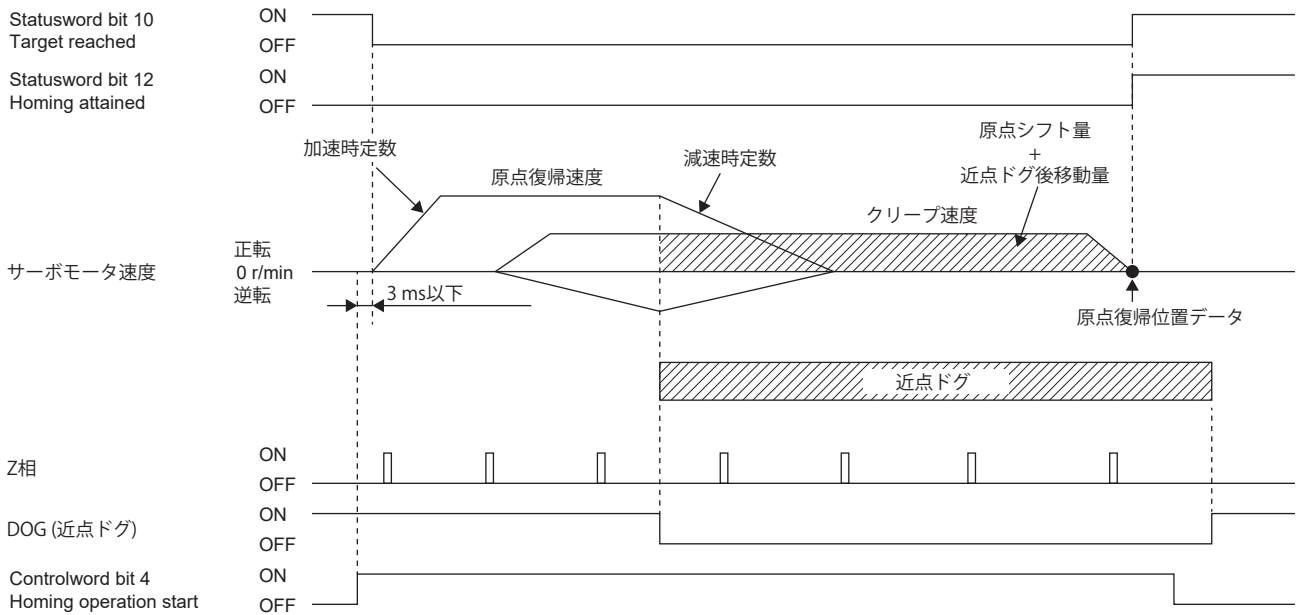 Statusword bit 10
Target reached
ON
OFF
Statusword bit 12
Homing attained
ON
OFF
加速時定数
原点復帰速度
減速時定数
原点シフト量
+
近点ドグ後移動量
クリープ速度
サーボモータ速度
正転
0 r/min
逆転
3 ms以下
原点復帰位置データ
近点ドグ
Z相
ON
OFF
DOG (近点ドグ)
ON
OFF
Controlword bit 4
Homing operation start
ON
OFF